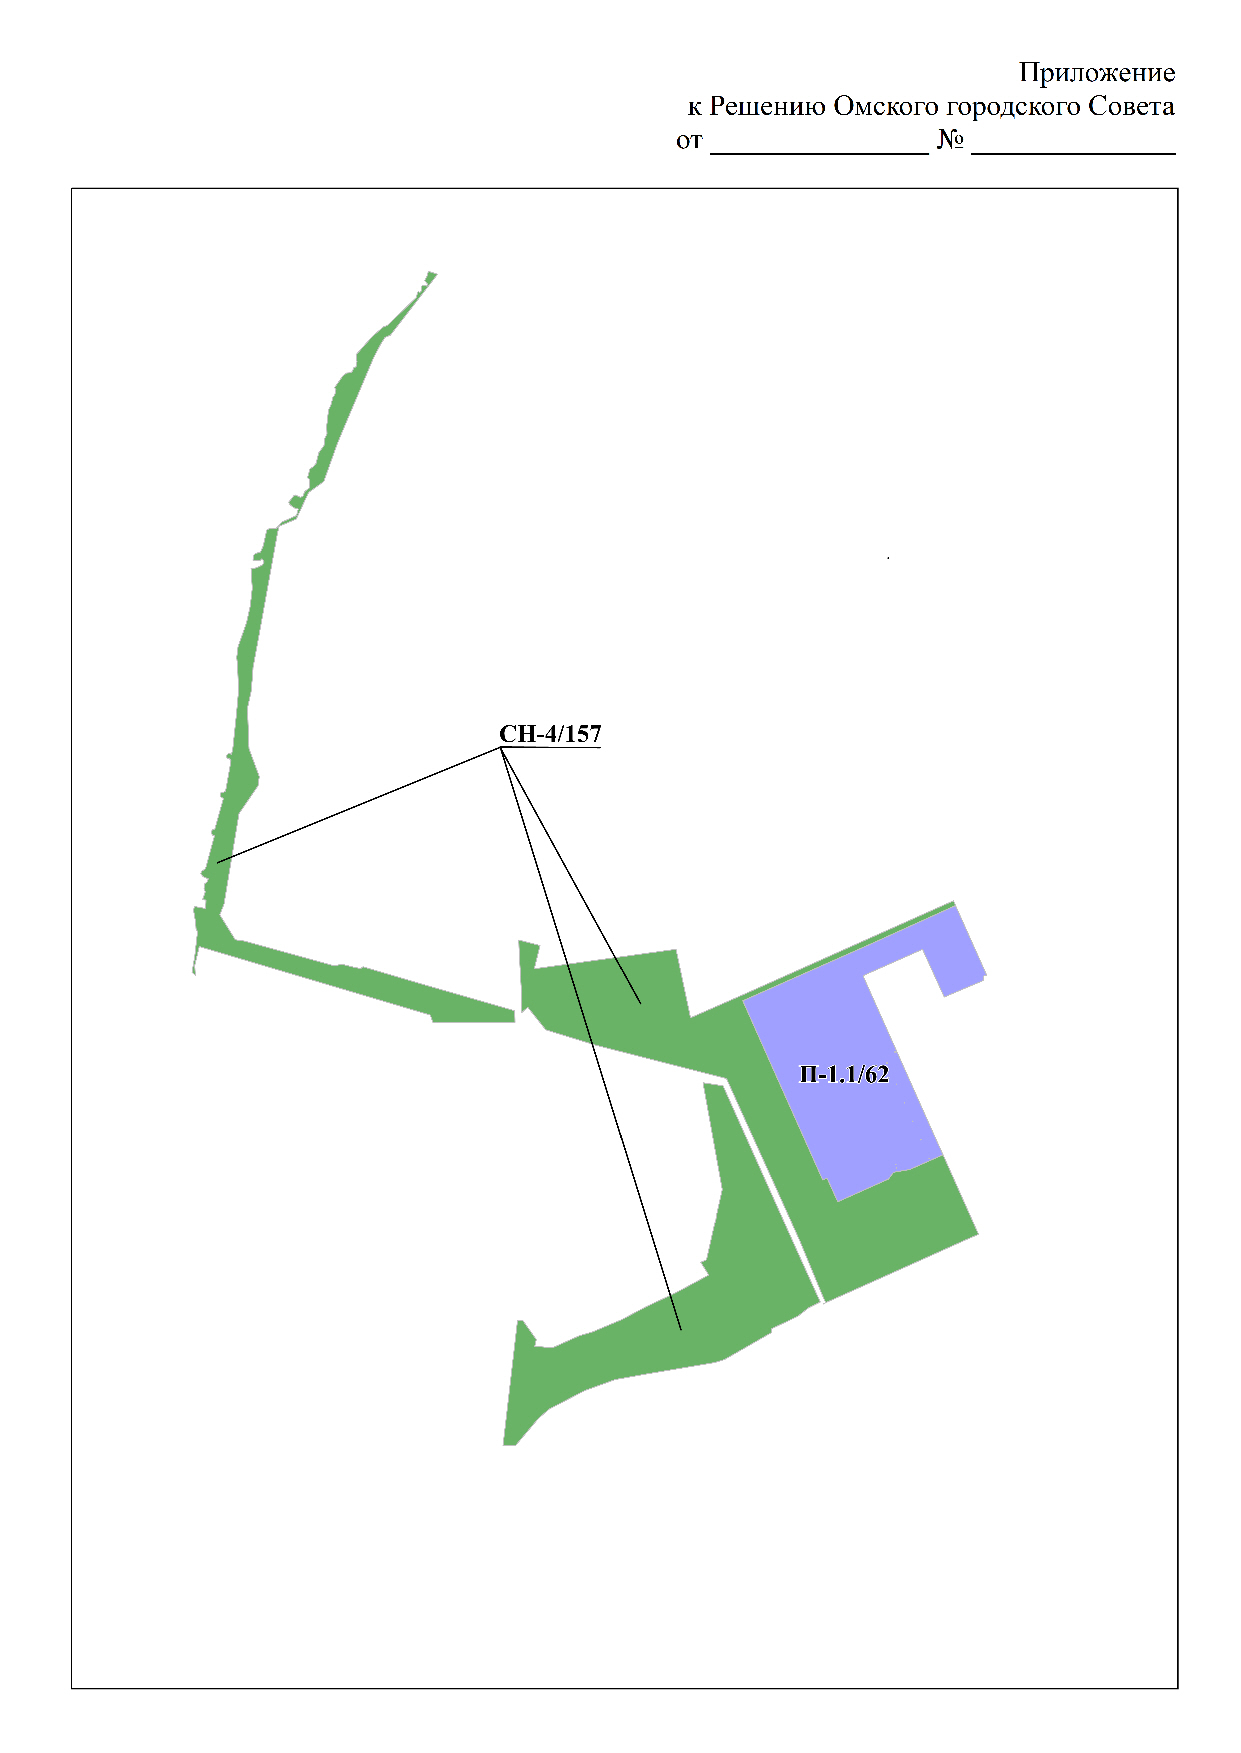 Приложение
к Решению Омского городского Совета
от ________________ № _______________
СН-4/157
П-1.1/62